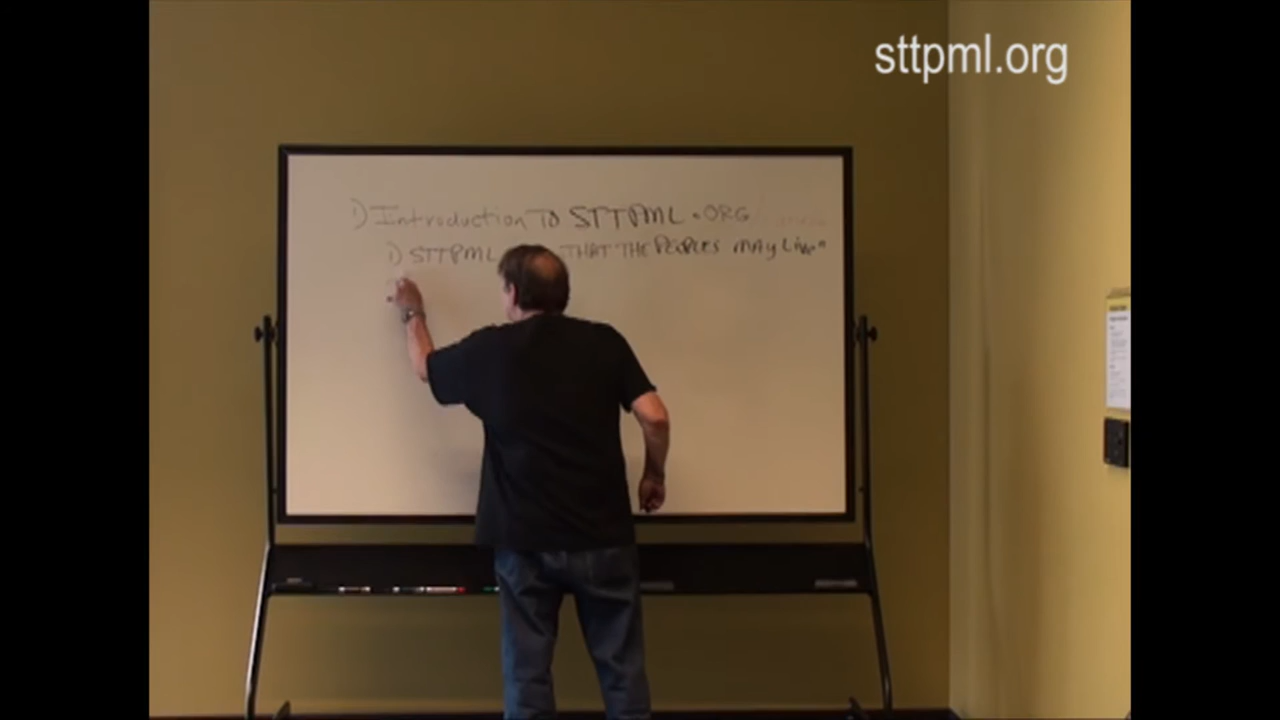 sttpml.org
1) Introduction TO STTPML.ORG
1) STTPML THAT THE PEOPLES MAY Live"